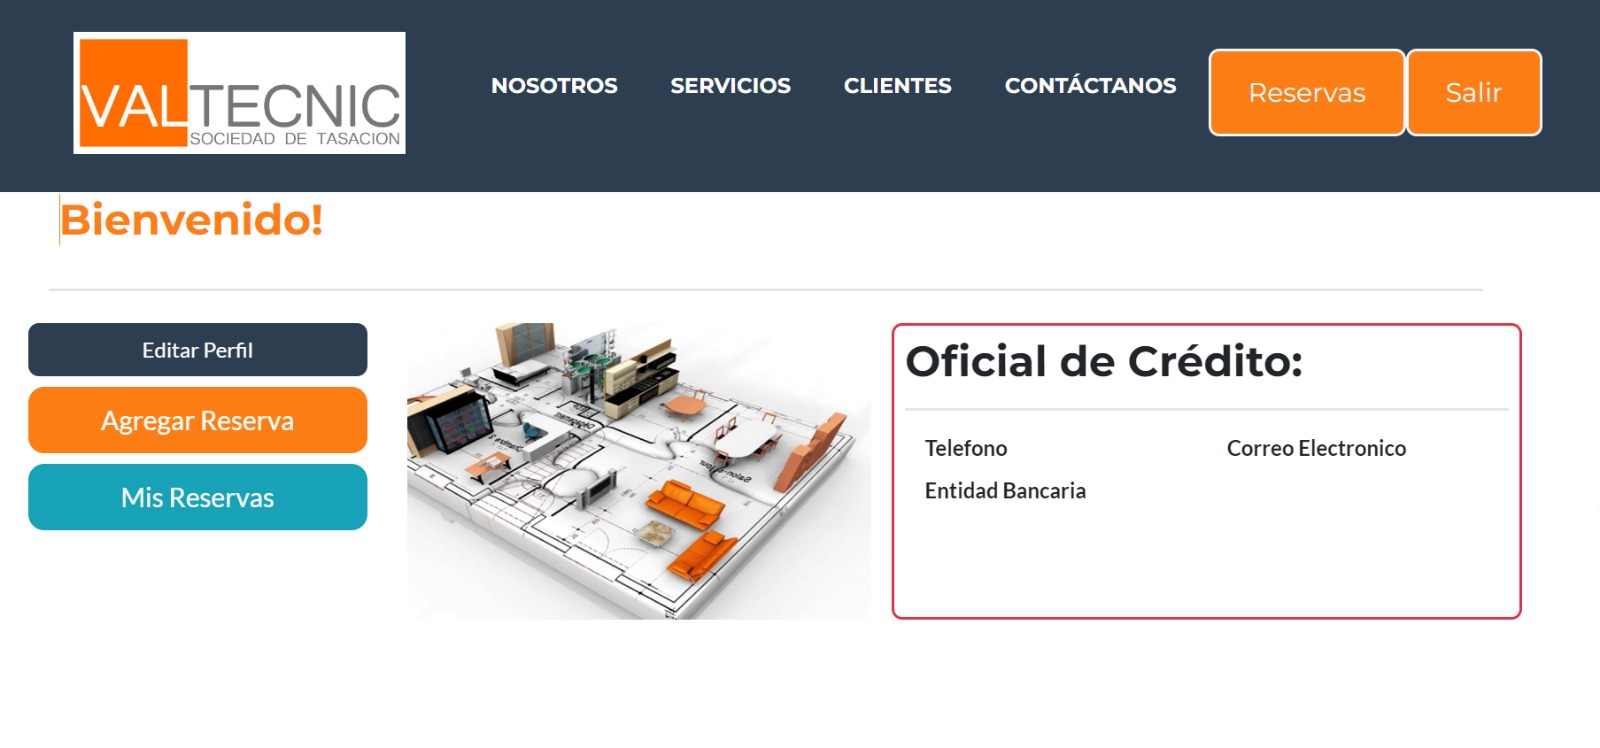 VALTECNIC
SOCIEDAD DE TASACION
NOSOTROS
SERVICIOS
CLIENTES
CONTÁCTANOS
Reservas
Salir
Bienvenido!
Editar Perfil
Agregar Reserva
Mis Reservas
Oficial de Crédito:
Telefono
Correo Electronico
Entidad Bancaria